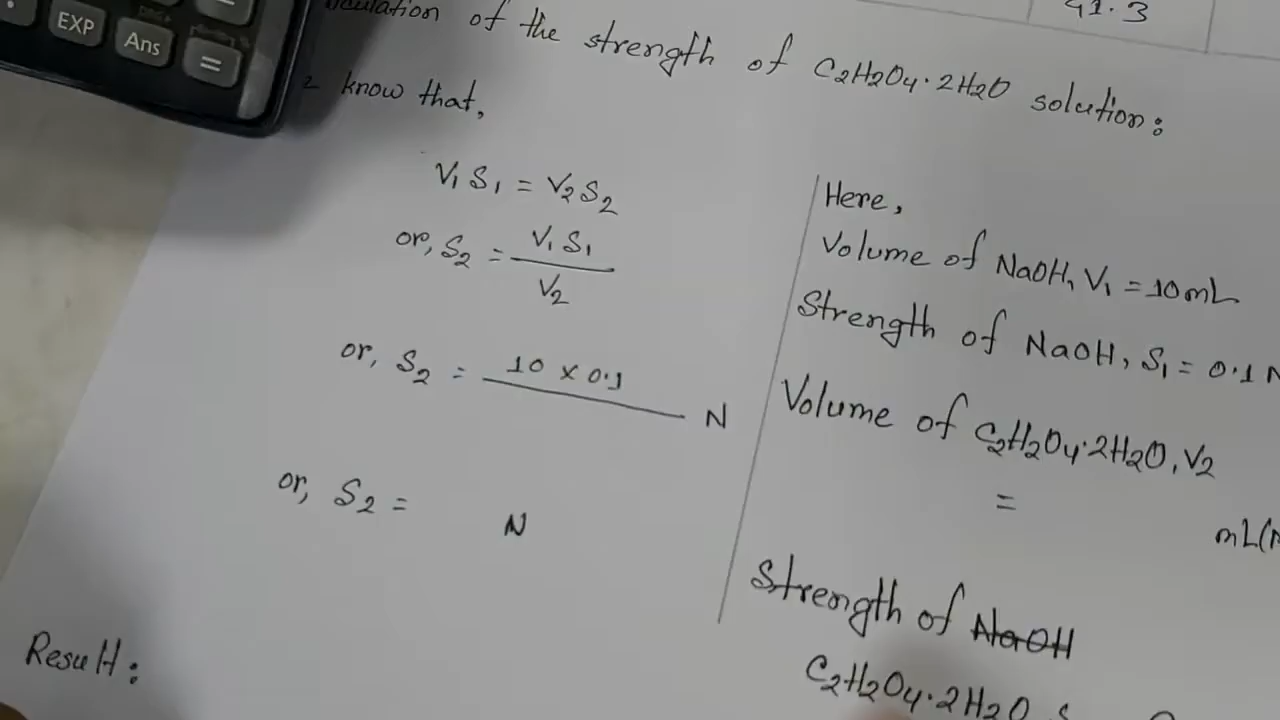 EXP
Ans
=
41.3
of the strength of C2H2O4·2H2O solution:
know that,
V1 S1 = V2 S2
or, S2 = V1 S1
V2
or, S2 = 10 x 0.1
N
or, S2 = N
Result:
Here,
Volume of NaOH, V1 = 10 mL
Strength of NaOH, S1 = 0.1 N
Volume of C2H2O4·2H2O, V2
= mL
Strength of NaOH
C2H2O4·2H2O